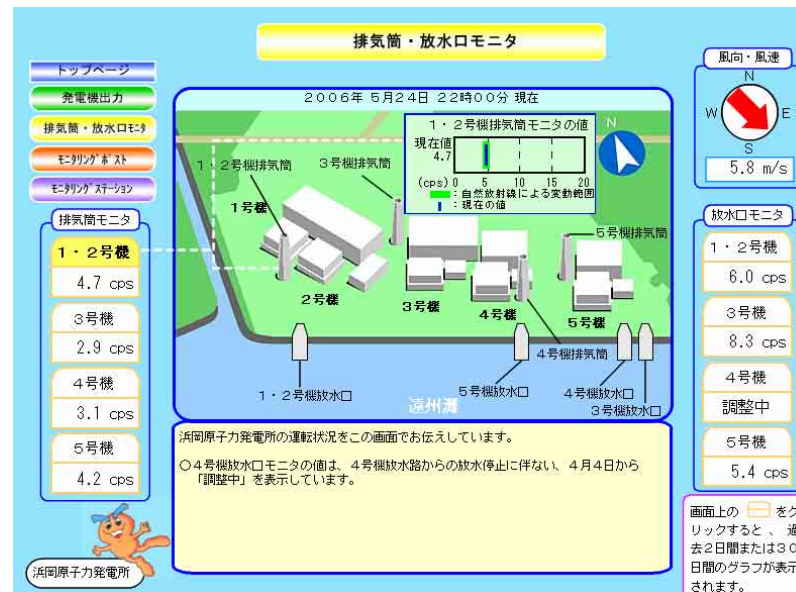 排気筒・放水口モニタ
トップページ
発電機出力
排気筒・放水口ﾓﾆﾀ
ﾓﾆﾀﾘﾝｸﾞﾎﾟｽﾄ
ﾓﾆﾀﾘﾝｸﾞｽﾃｰｼｮﾝ
排気筒モニタ
1・2号機
4.7 cps
3号機
2.9 cps
4号機
3.1 cps
5号機
4.2 cps
浜岡原子力発電所
2006年 5月24日 22時00分 現在
1・2号機排気筒モニタの値
現在値
4.7
(cps) 0 5 10 15 20
：自然放射線による変動範囲
：現在の値
1・2号機排気筒
3号機排気筒
5号機排気筒
1号機
2号機
3号機
4号機
5号機
4号機排気筒
1・2号機放水口
5号機放水口
4号機放水口
3号機放水口
遠州灘
浜岡原子力発電所の運転状況をこの画面でお伝えしています。
○4号機放水口モニタの値は、4号機放水路からの放水停止に伴ない、4月4日から
「調整中」を表示しています。
風向・風速
N
W E
S
5.8 m/s
放水口モニタ
1・2号機
6.0 cps
3号機
8.3 cps
4号機
調整中
5号機
5.4 cps
画面上の をク
リックすると、過
去2日間または30
日間のグラフが表示
されます。